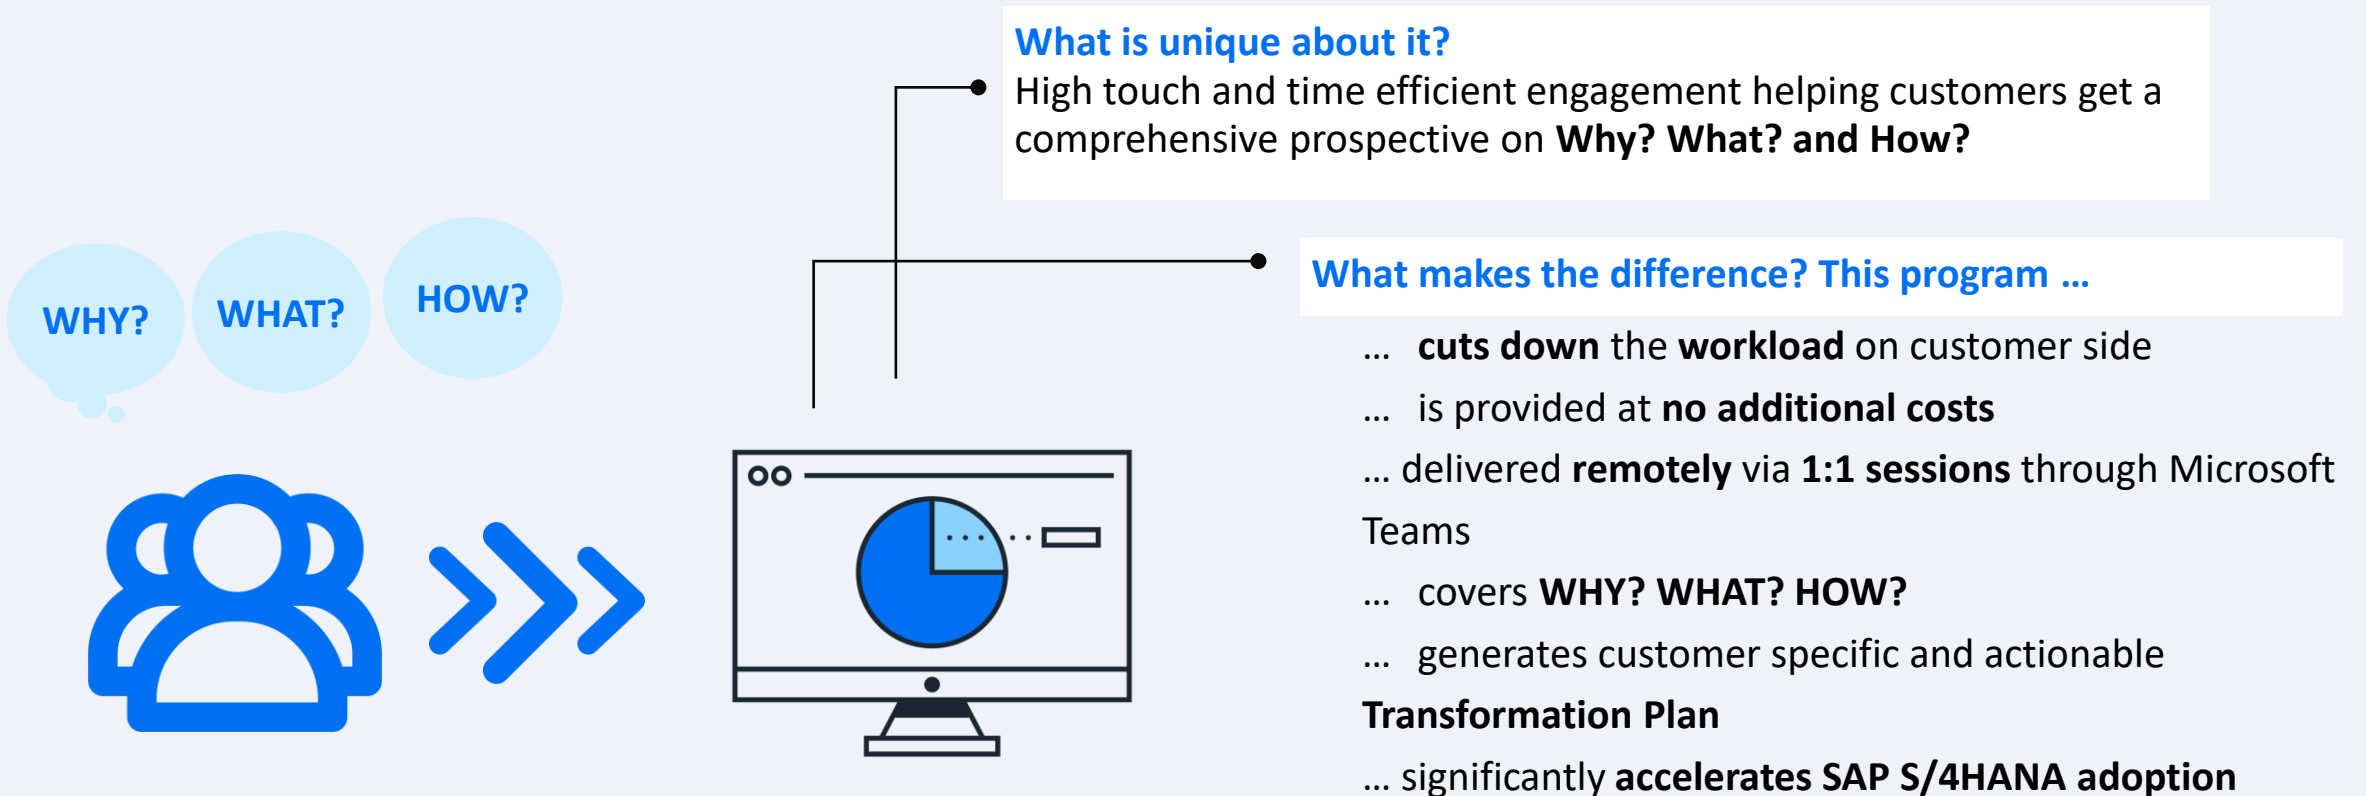 What is unique about it?
High touch and time efficient engagement helping customers get a
comprehensive prospective on Why? What? and How?
WHY?
WHAT?
HOW?
What makes the difference? This program ...
... cuts down the workload on customer side
... is provided at no additional costs
... delivered remotely via 1:1 sessions through Microsoft
Teams
... covers WHY? WHAT? HOW?
... generates customer specific and actionable
Transformation Plan
... significantly accelerates SAP S/4HANA adoption